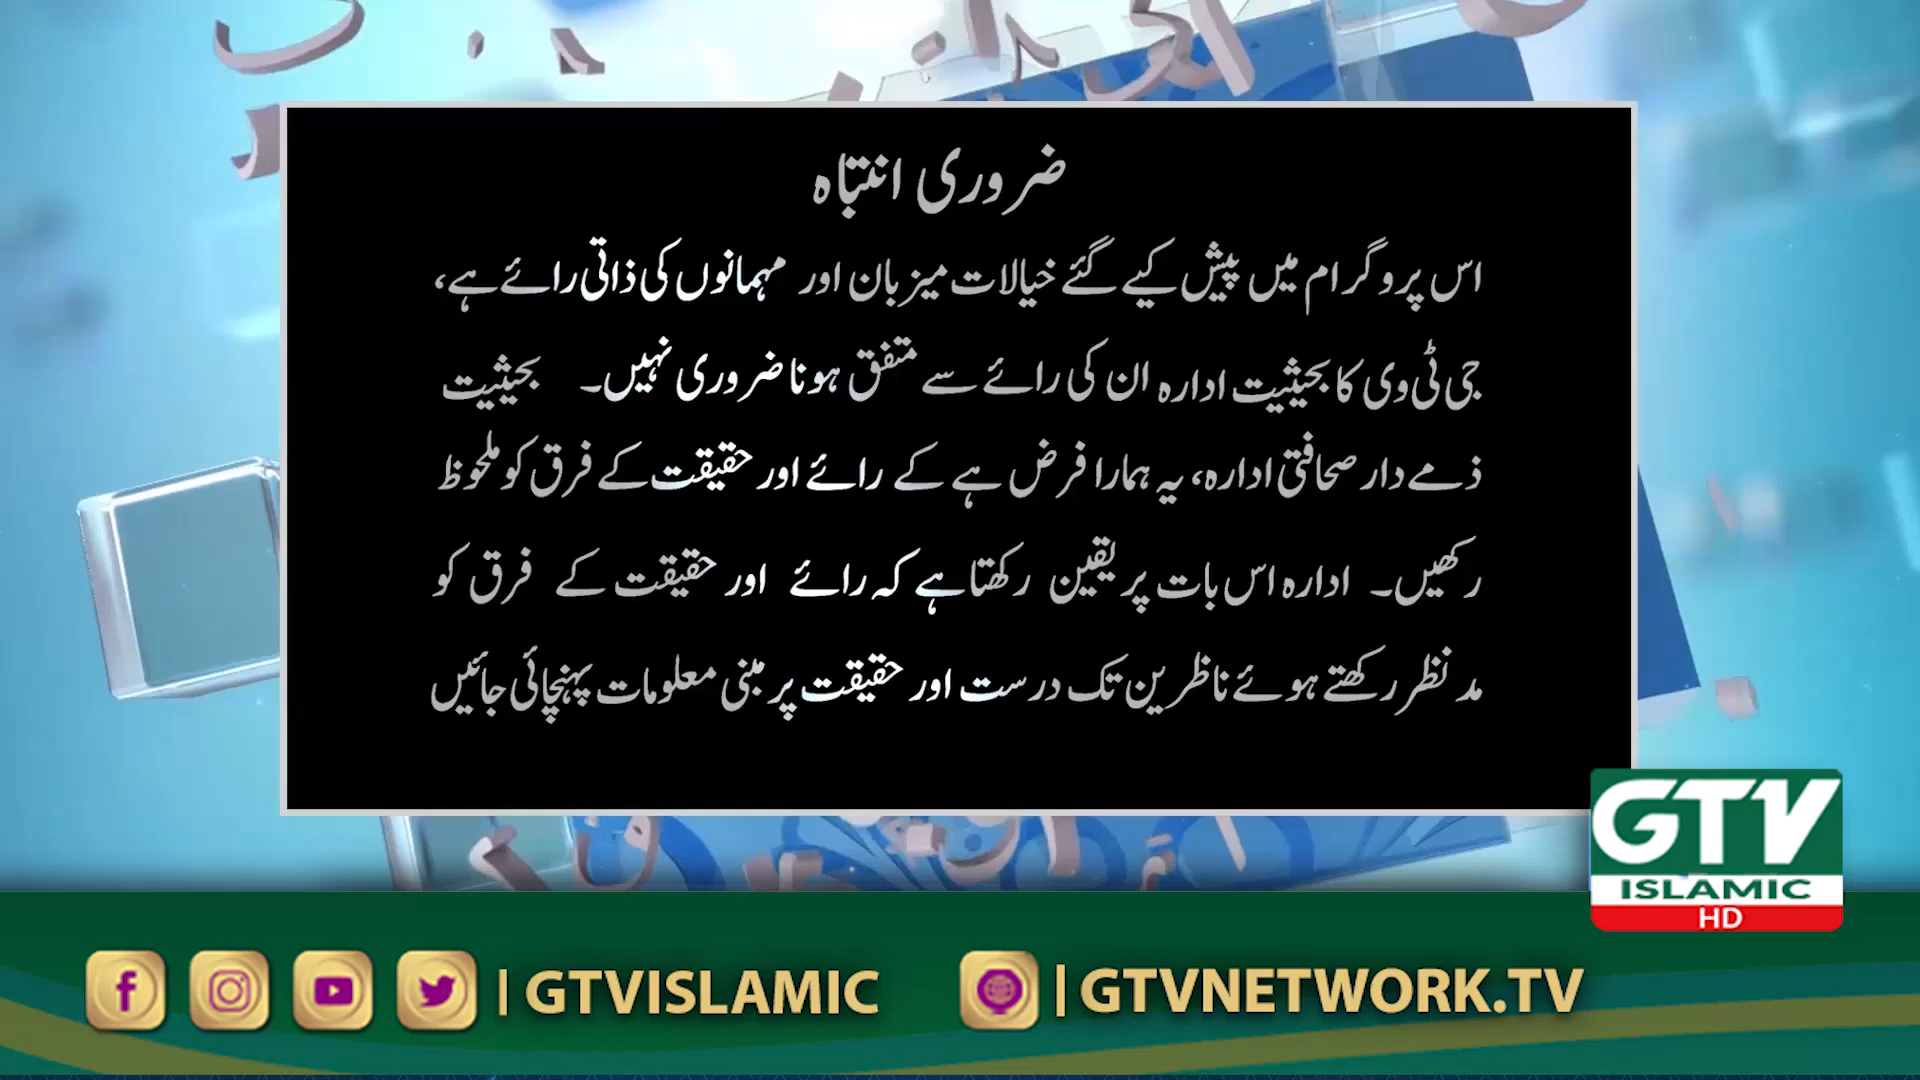 ضروری انتباہ
اس پروگرام میں پیش کیے گئے خیالات میزبان اور مہمانوں کی ذاتی رائے ہے،
جی ٹی وی کا بحیثیت ادارہ ان کی رائے سے متفق ہونا ضروری نہیں۔ بحیثیت
ذمے دار صحافتی ادارہ، یہ ہمارا فرض ہے کے رائے اور حقیقت کے فرق کو ملحوظ
رکھیں۔ ادارہ اس بات پر یقین رکھتا ہے کہ رائے اور حقیقت کے فرق کو
مد نظر رکھتے ہوئے ناظرین تک درست اور حقیقت پر مبنی معلومات پہنچائی جائیں
GTV
ISLAMIC
HD
| GTVISLAMIC
| GTVNETWORK.TV